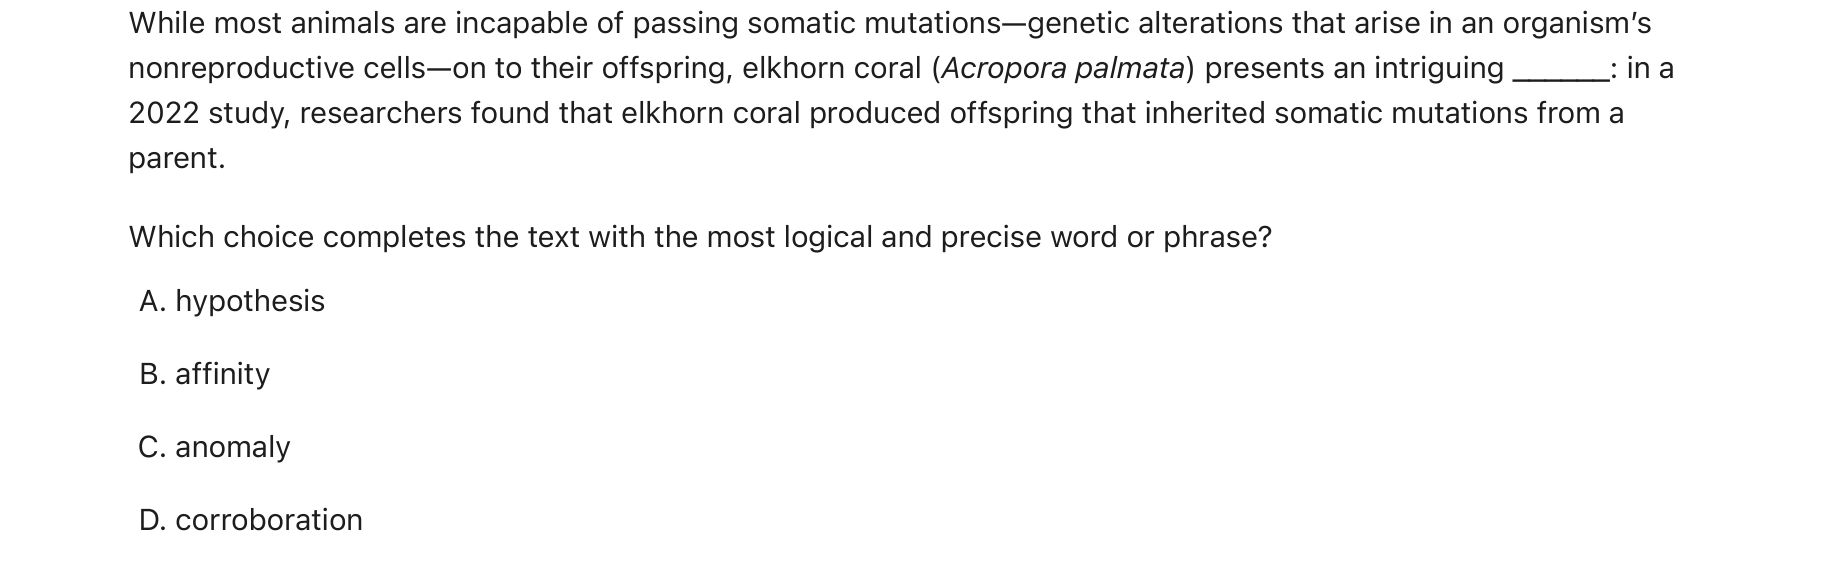 While most animals are incapable of passing somatic mutations—genetic alterations that arise in an organism's
nonreproductive cells—on to their offspring, elkhorn coral (Acropora palmata) presents an intriguing ______: in a
2022 study, researchers found that elkhorn coral produced offspring that inherited somatic mutations from a
parent.
Which choice completes the text with the most logical and precise word or phrase?
A. hypothesis
B. affinity
C. anomaly
D. corroboration